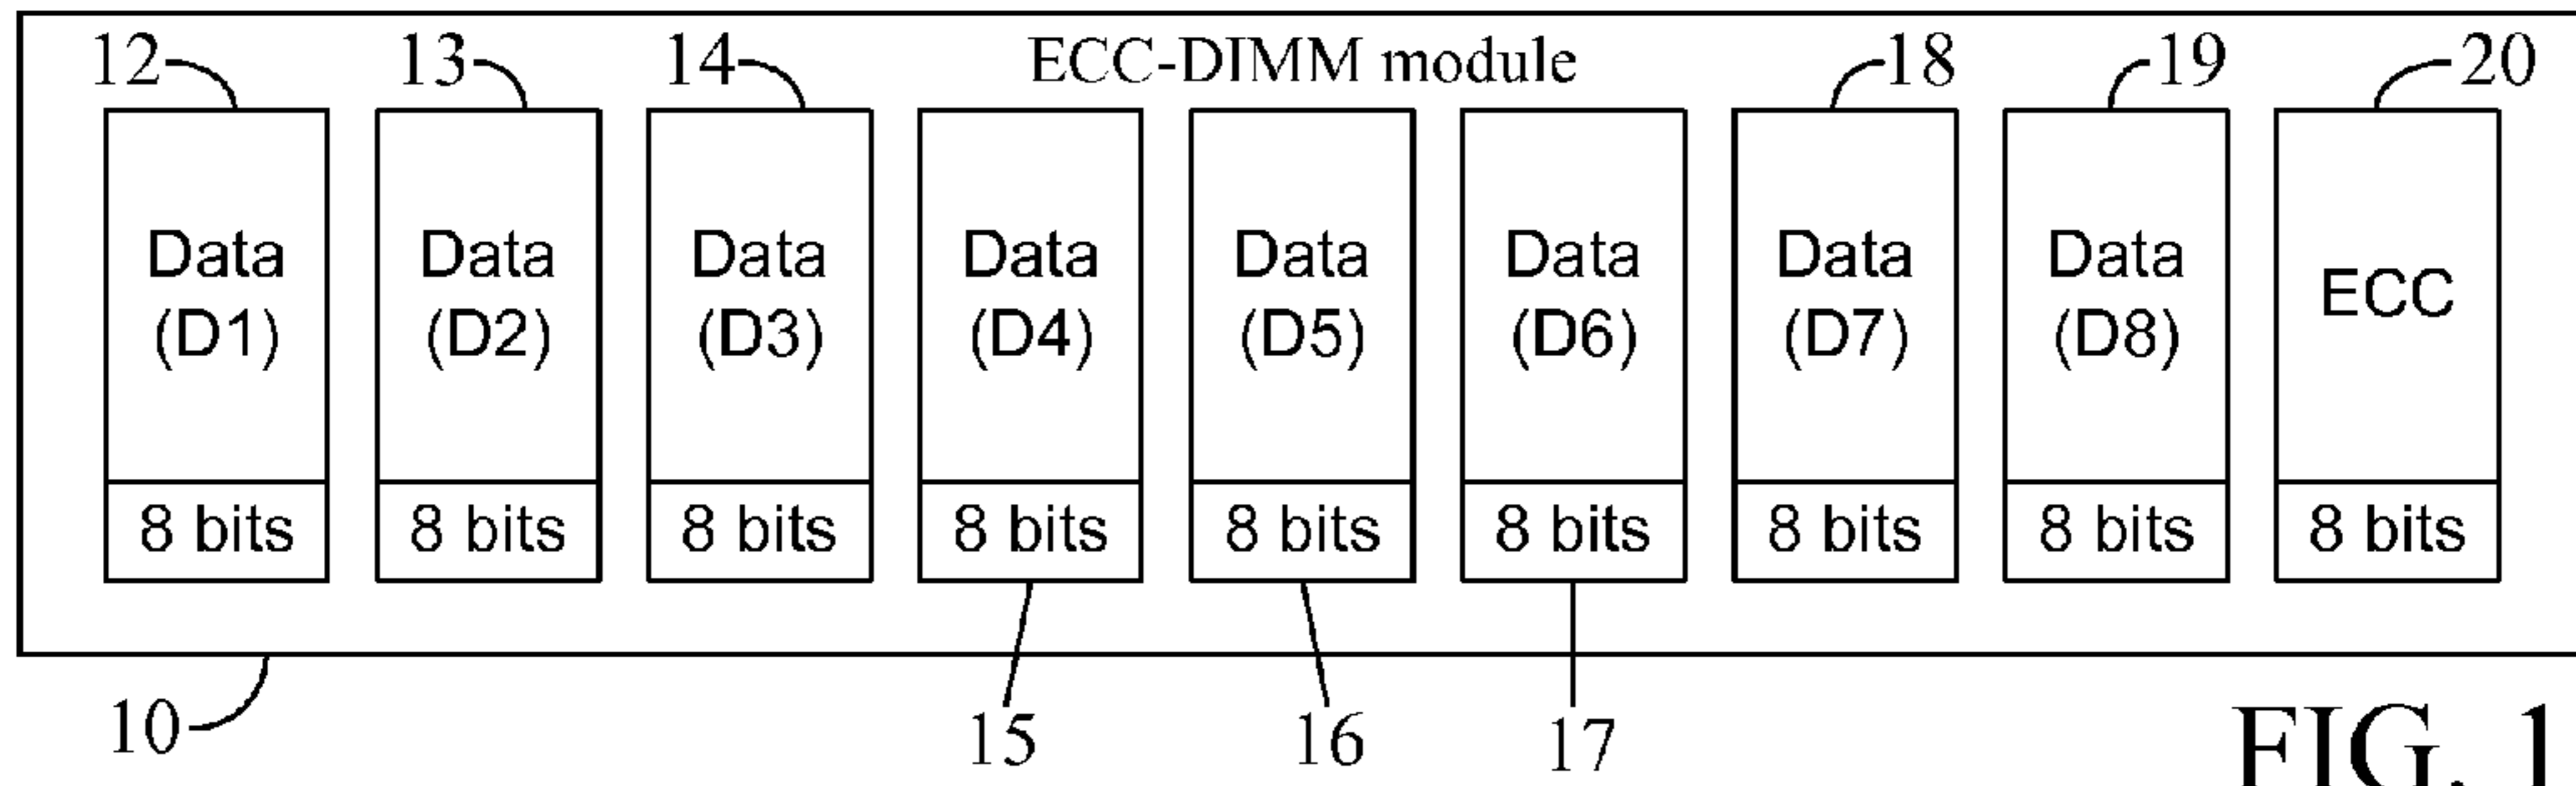 12 13 14 ECC-DIMM module 18 19 20
Data Data Data Data Data Data Data Data ECC
(D1) (D2) (D3) (D4) (D5) (D6) (D7) (D8)
8 bits 8 bits 8 bits 8 bits 8 bits 8 bits 8 bits 8 bits 8 bits
10 15 16 17
FIG. 1